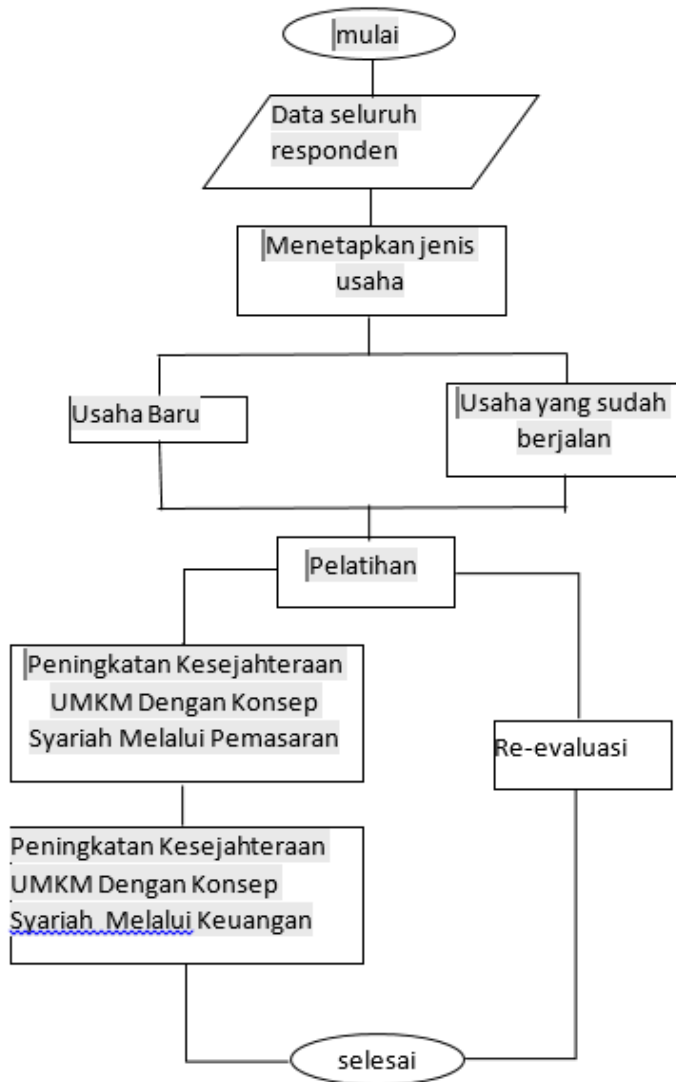 mulai
Data seluruh
responden
Menetapkan jenis
usaha
Usaha Baru
Usaha yang sudah
berjalan
Pelatihan
Peningkatan Kesejahteraan
UMKM Dengan Konsep
Syariah Melalui Pemasaran
Re-evaluasi
Peningkatan Kesejahteraan
UMKM Dengan Konsep
Syariah  Melalui Keuangan
selesai